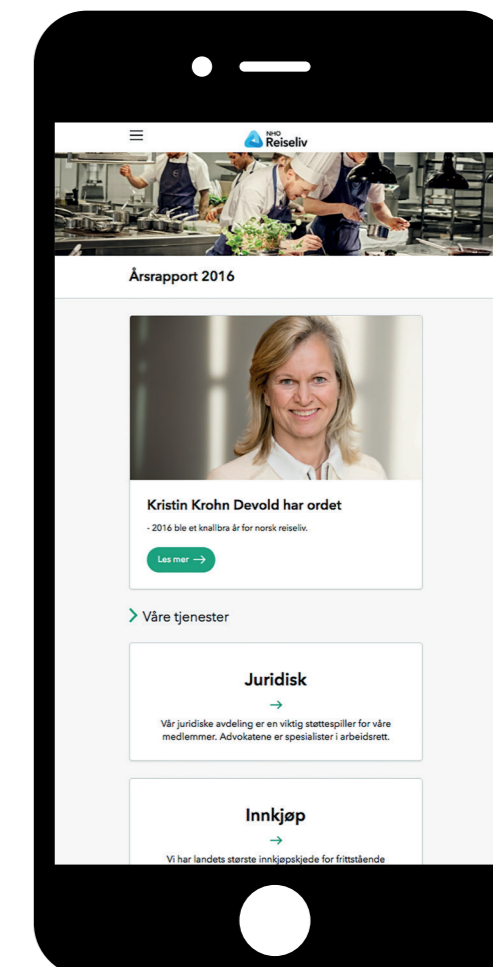 NHO
Reiseliv
Årsrapport 2016
Kristin Krohn Devold har ordet
- 2016 ble et knallbra år for norsk reiseliv.
Les mer →
Våre tjenester
Juridisk
→
Vår juridiske avdeling er en viktig støttespiller for våre
medlemmer. Advokatene er spesialister i arbeidsrett.
Innkjøp
→
Vi har landets største innkjøpskjede for frittstående